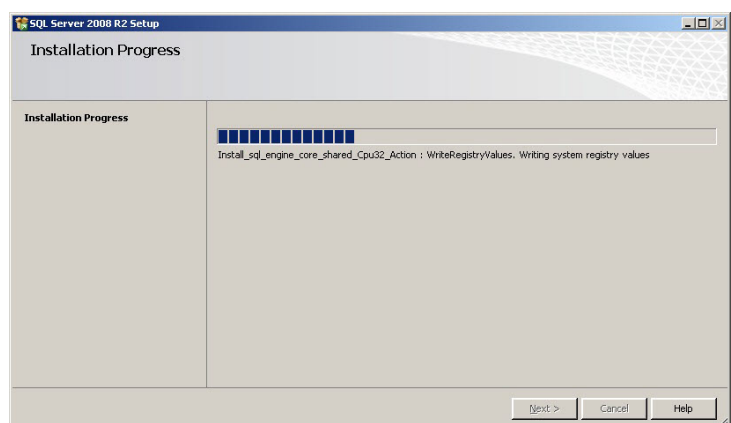 SQL Server 2008 R2 Setup
Installation Progress
Installation Progress
Install_sql_engine_core_shared_Cpu32_Action : WriteRegistryValues. Writing system registry values
Next >
Cancel
Help